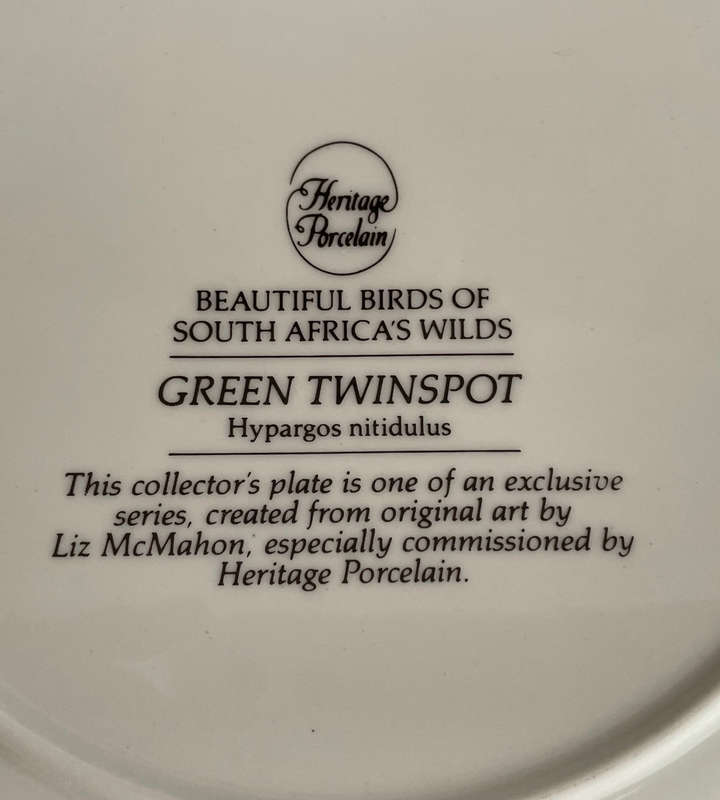 Heritage
Porcelain
BEAUTIFUL BIRDS OF
SOUTH AFRICA'S WILDS
GREEN TWINSPOT
Hypargos nitidulus
This collector's plate is one of an exclusive
series, created from original art by
Liz McMahon, especially commissioned by
Heritage Porcelain.